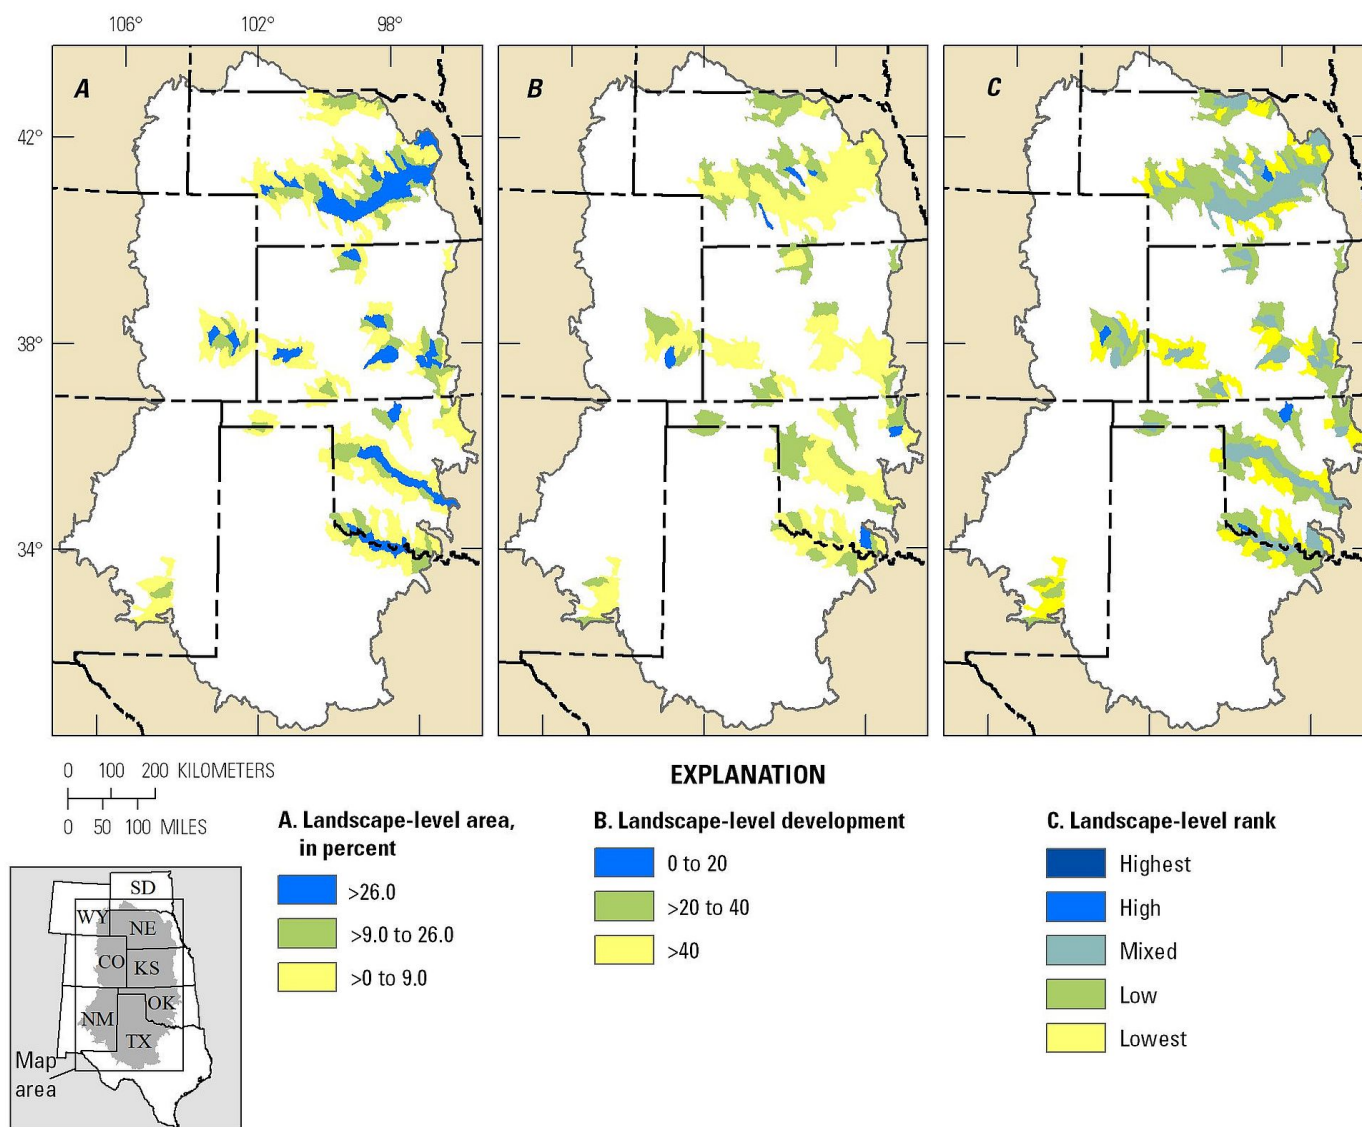 106° 102° 98°
A B C
42°
38°
34°
0 100 200 KILOMETERS
0 50 100 MILES
EXPLANATION
A. Landscape-level area,
in percent
>26.0
>9.0 to 26.0
>0 to 9.0
B. Landscape-level development
0 to 20
>20 to 40
>40
C. Landscape-level rank
Highest
High
Mixed
Low
Lowest
SD
WY
NE
CO
KS
OK
NM
TX
Map
area